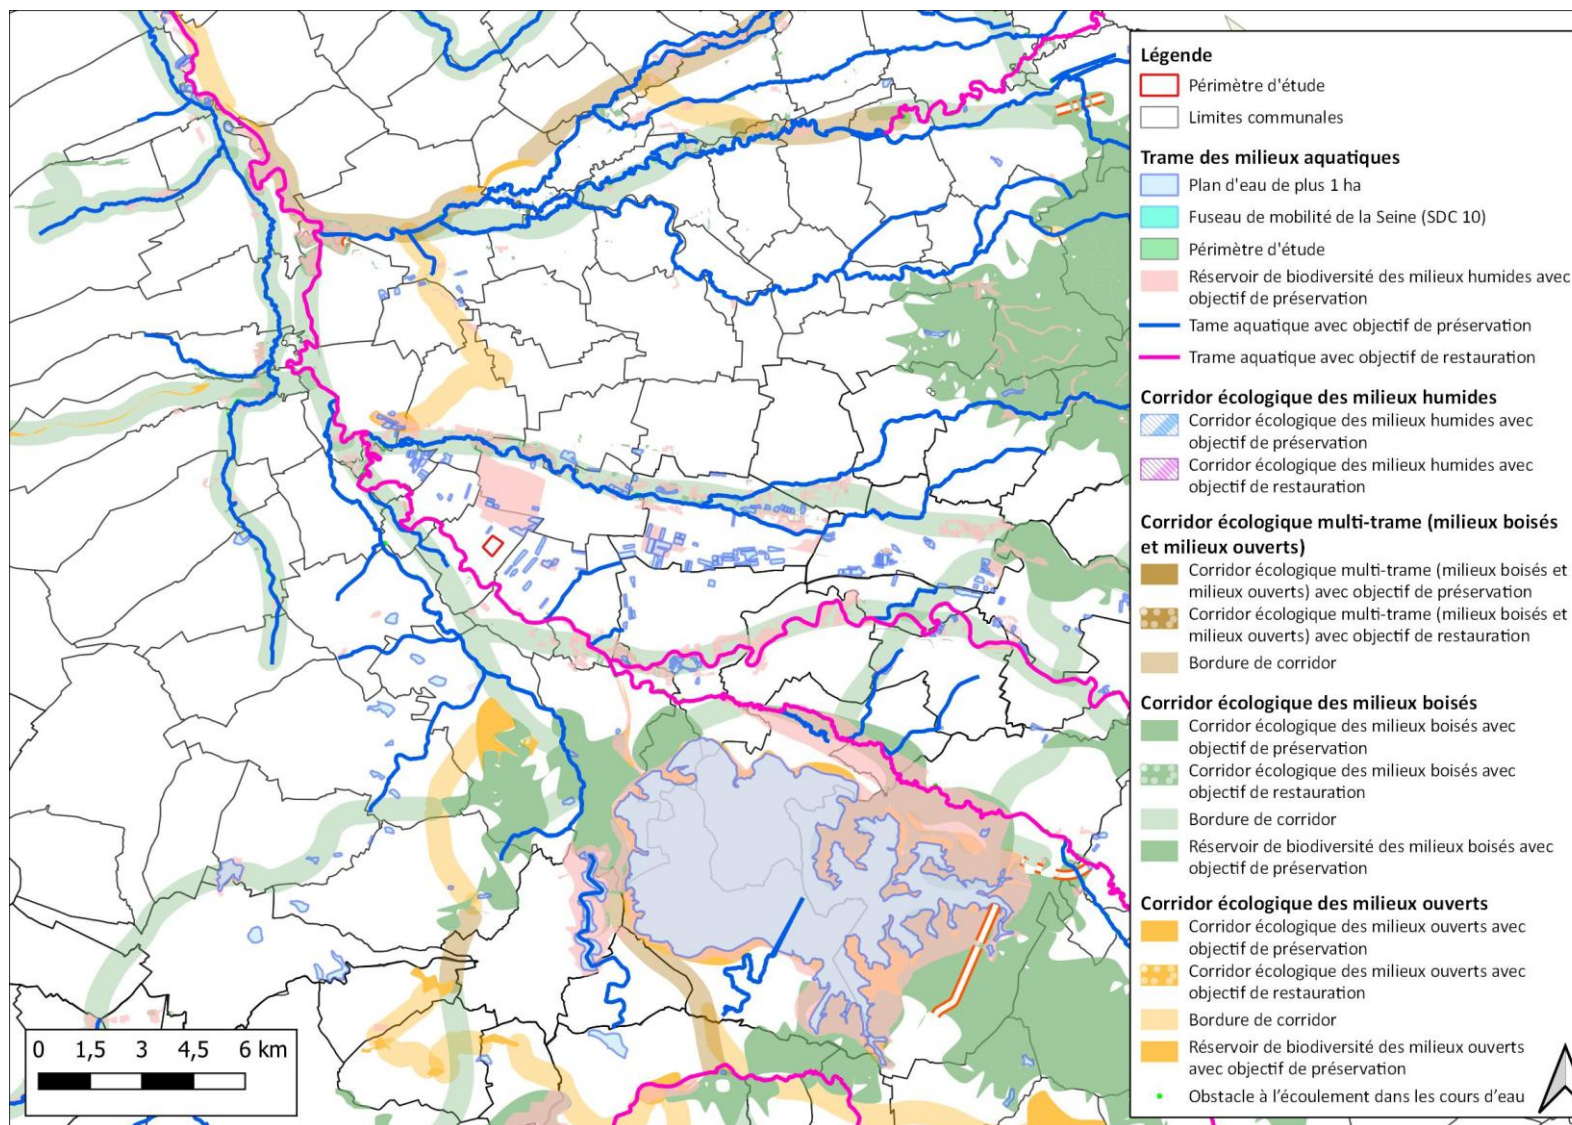 Légende
Périmètre d'étude
Limites communales
Trame des milieux aquatiques
Plan d'eau de plus 1 ha
Fuseau de mobilité de la Seine (SDC 10)
Périmètre d'étude
Réservoir de biodiversité des milieux humides avec
objectif de préservation
Tame aquatique avec objectif de préservation
Trame aquatique avec objectif de restauration
Corridor écologique des milieux humides
Corridor écologique des milieux humides avec
objectif de préservation
Corridor écologique des milieux humides avec
objectif de restauration
Corridor écologique multi-trame (milieux boisés
et milieux ouverts)
Corridor écologique multi-trame (milieux boisés et
milieux ouverts) avec objectif de préservation
Corridor écologique multi-trame (milieux boisés et
milieux ouverts) avec objectif de restauration
Bordure de corridor
Corridor écologique des milieux boisés
Corridor écologique des milieux boisés avec
objectif de préservation
Corridor écologique des milieux boisés avec
objectif de restauration
Bordure de corridor
Réservoir de biodiversité des milieux boisés avec
objectif de préservation
Corridor écologique des milieux ouverts
Corridor écologique des milieux ouverts avec
objectif de préservation
Corridor écologique des milieux ouverts avec
objectif de restauration
Bordure de corridor
Réservoir de biodiversité des milieux ouverts
avec objectif de préservation
Obstacle à l'écoulement dans les cours d'eau
0 1,5 3 4,5 6 km